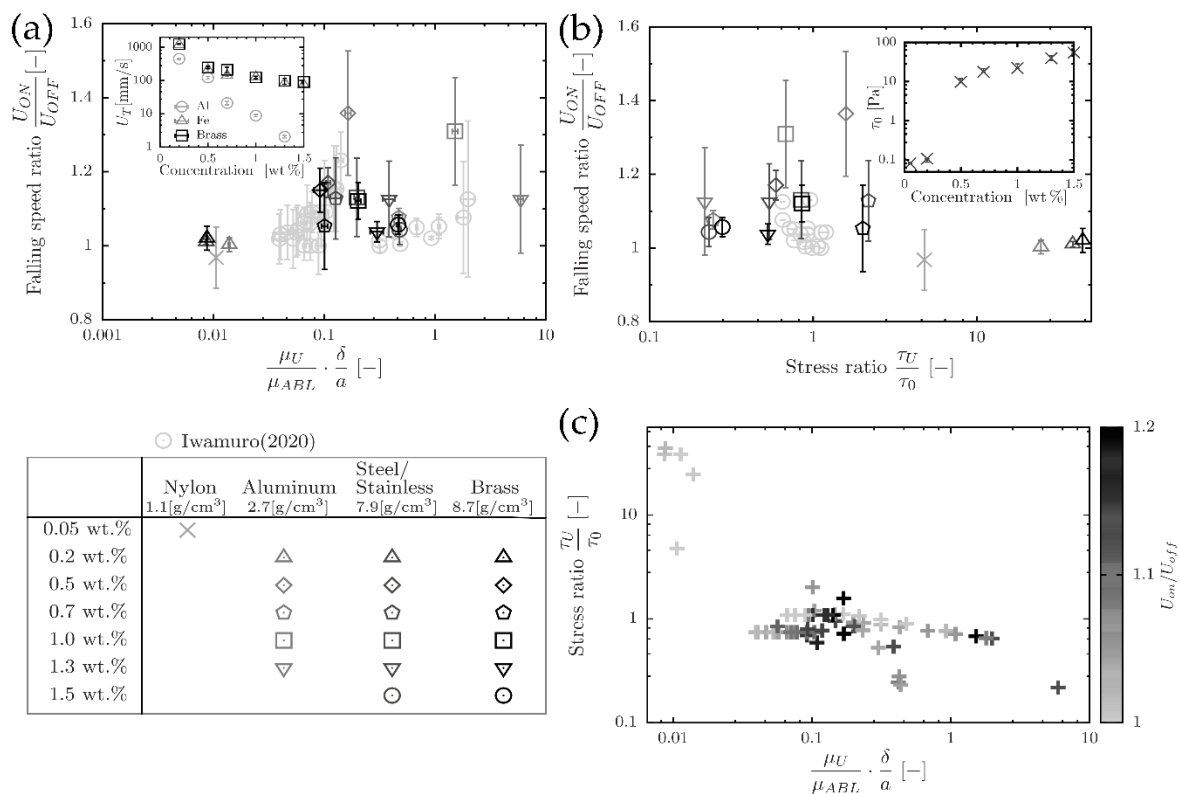 (a)
1.6
1.4
1.2
1
0.8
0.001
0.01
0.1
1
10
Falling speed ratio U_ON/U_OFF [−]
μ_U/μ_ABL · δ/a [−]
1000
100
10
1
U_T[mm/s]
0
0.5
1
1.5
Concentration [wt%]
Al
Fe
Brass
(b)
1.6
1.4
1.2
1
0.8
0.1
1
10
Falling speed ratio U_ON/U_OFF [−]
Stress ratio τ_U/τ_0 [−]
100
10
1
0.1
τ_0 [Pa]
0
0.5
1
1.5
Concentration [wt%]
Iwamuro(2020)
Nylon 1.1[g/cm³]
Aluminum 2.7[g/cm³]
Steel/Stainless 7.9[g/cm³]
Brass 8.7[g/cm³]
0.05 wt.%
0.2 wt.%
0.5 wt.%
0.7 wt.%
1.0 wt.%
1.3 wt.%
1.5 wt.%
(c)
10
1
0.1
0.01
0.1
1
10
Stress ratio τ_U/τ_0 [−]
μ_U/μ_ABL · δ/a [−]
1.2
1.1
1
U_on/U_off